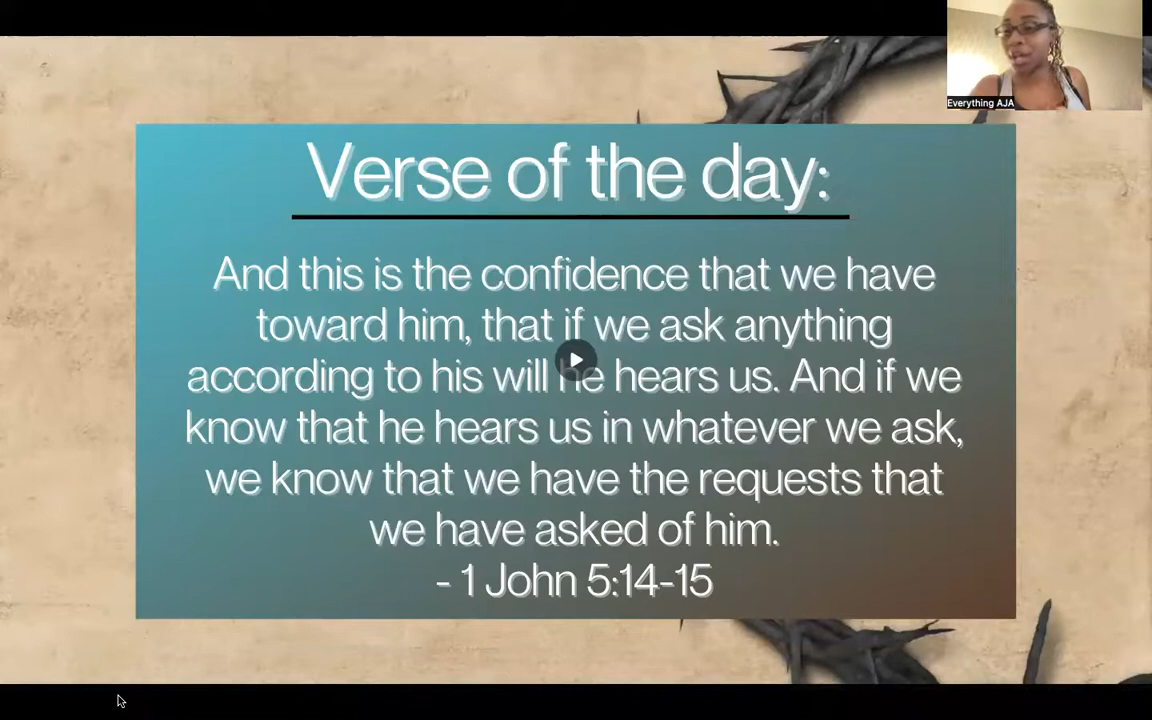 Everything AJA
Verse of the day:
And this is the confidence that we have
toward him, that if we ask anything
according to his will he hears us. And if we
know that he hears us in whatever we ask,
we know that we have the requests that
we have asked of him.
- 1 John 5:14-15